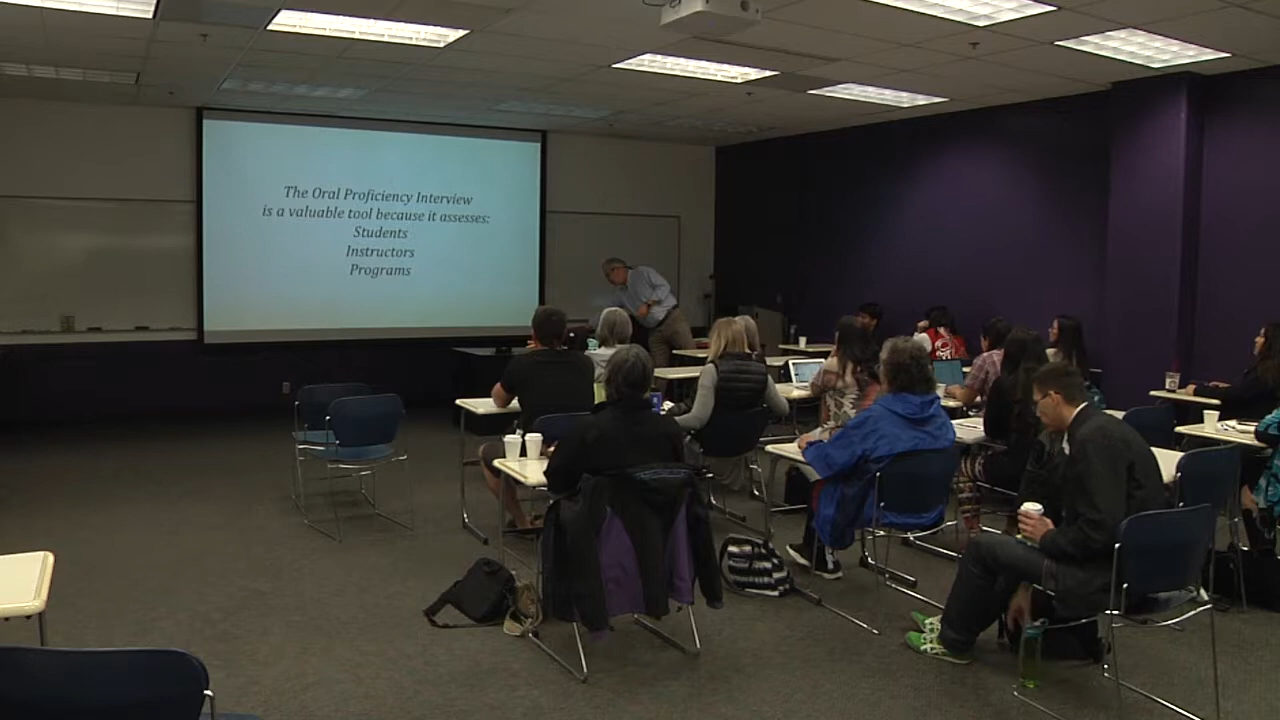 The Oral Proficiency Interview
is a valuable tool because it assesses:
Students
Instructors
Programs